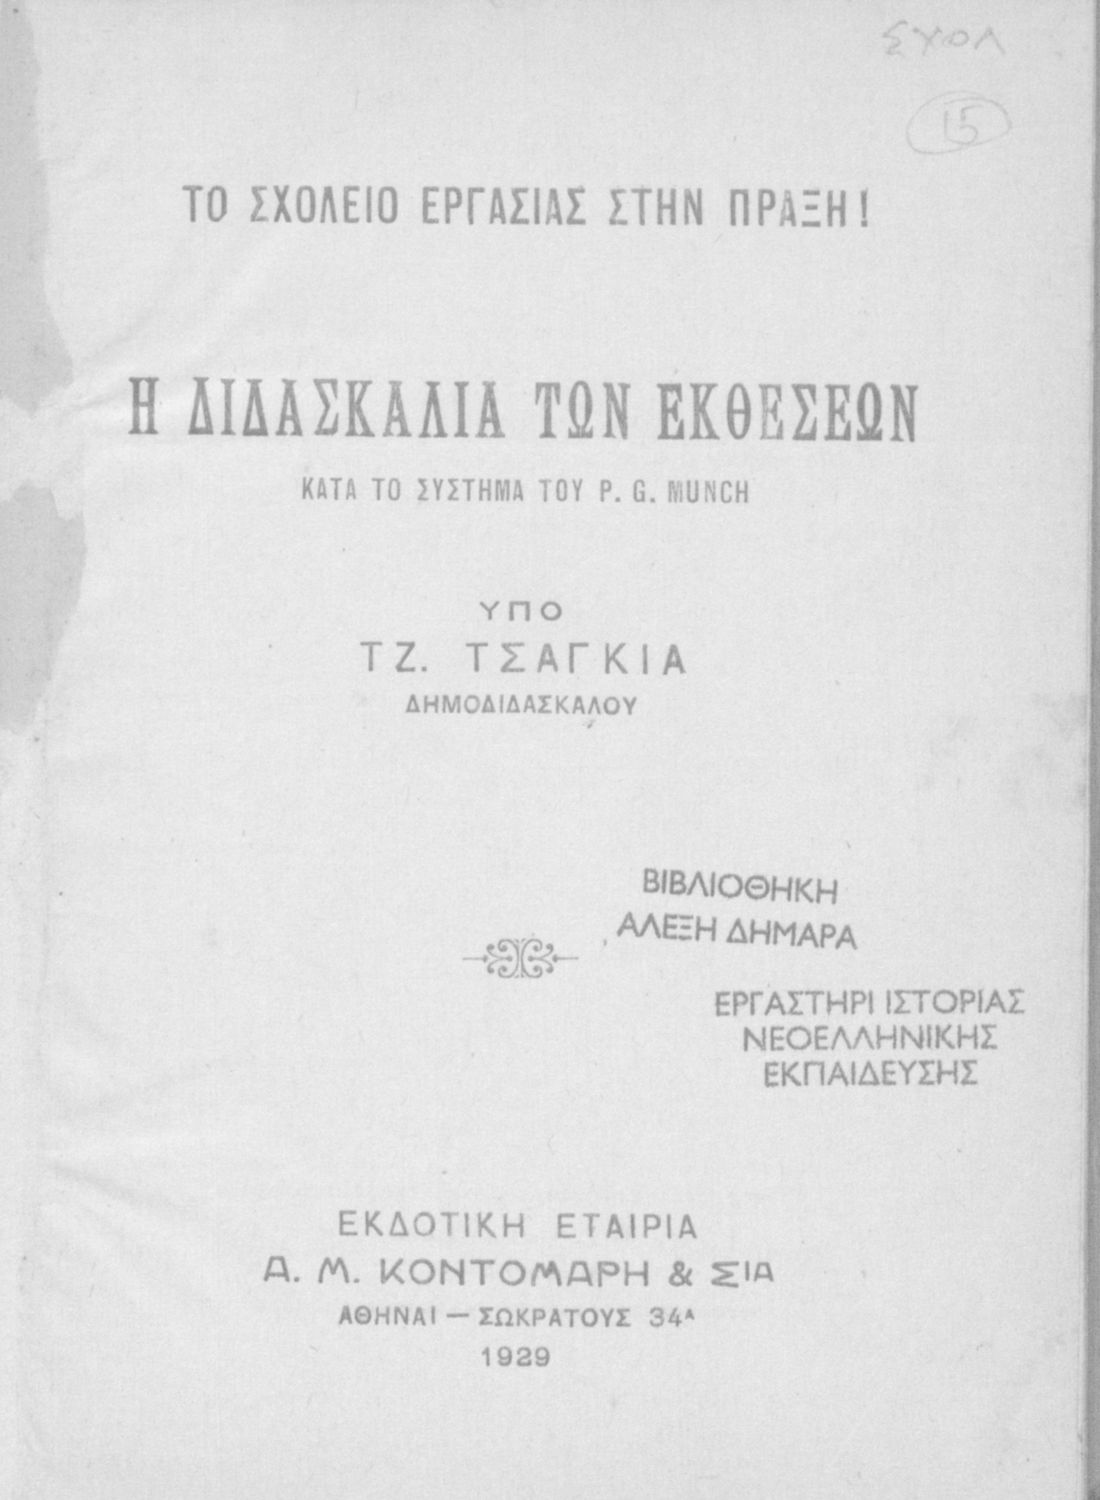 ΣΧΟΛ
15
ΤΟ ΣΧΟΛΕΙΟ ΕΡΓΑΣΙΑΣ ΣΤΗΝ ΠΡΑΞΗ!
Η ΔΙΔΑΣΚΑΛΙΑ ΤΩΝ ΕΚΘΕΣΕΩΝ
ΚΑΤΑ ΤΟ ΣΥΣΤΗΜΑ ΤΟΥ P. G. MUNCH
ΥΠΟ
ΤΖ. ΤΣΑΓΚΙΑ
ΔΗΜΟΔΙΔΑΣΚΑΛΟΥ
ΒΙΒΛΙΟΘΗΚΗ
ΑΛΕΞΗ ΔΗΜΑΡΑ
ΕΡΓΑΣΤΗΡΙ ΙΣΤΟΡΙΑΣ
ΝΕΟΕΛΛΗΝΙΚΗΣ
ΕΚΠΑΙΔΕΥΣΗΣ
ΕΚΔΟΤΙΚΗ ΕΤΑΙΡΙΑ
Α. Μ. ΚΟΝΤΟΜΑΡΗ & ΣΙΑ
ΑΘΗΝΑΙ — ΣΩΚΡΑΤΟΥΣ 34Α
1929